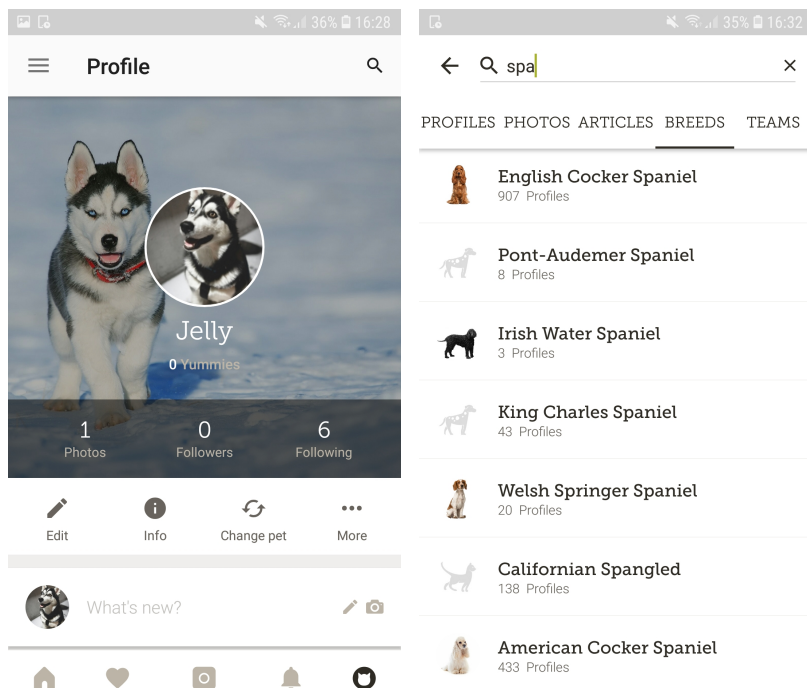 36% 16:28
Profile
Jelly
0 Yummies
1
Photos
0
Followers
6
Following
Edit
Info
Change pet
More
What's new?
35% 16:32
spa
PROFILES PHOTOS ARTICLES BREEDS TEAMS
English Cocker Spaniel
907 Profiles
Pont-Audemer Spaniel
8 Profiles
Irish Water Spaniel
3 Profiles
King Charles Spaniel
43 Profiles
Welsh Springer Spaniel
20 Profiles
Californian Spangled
138 Profiles
American Cocker Spaniel
433 Profiles